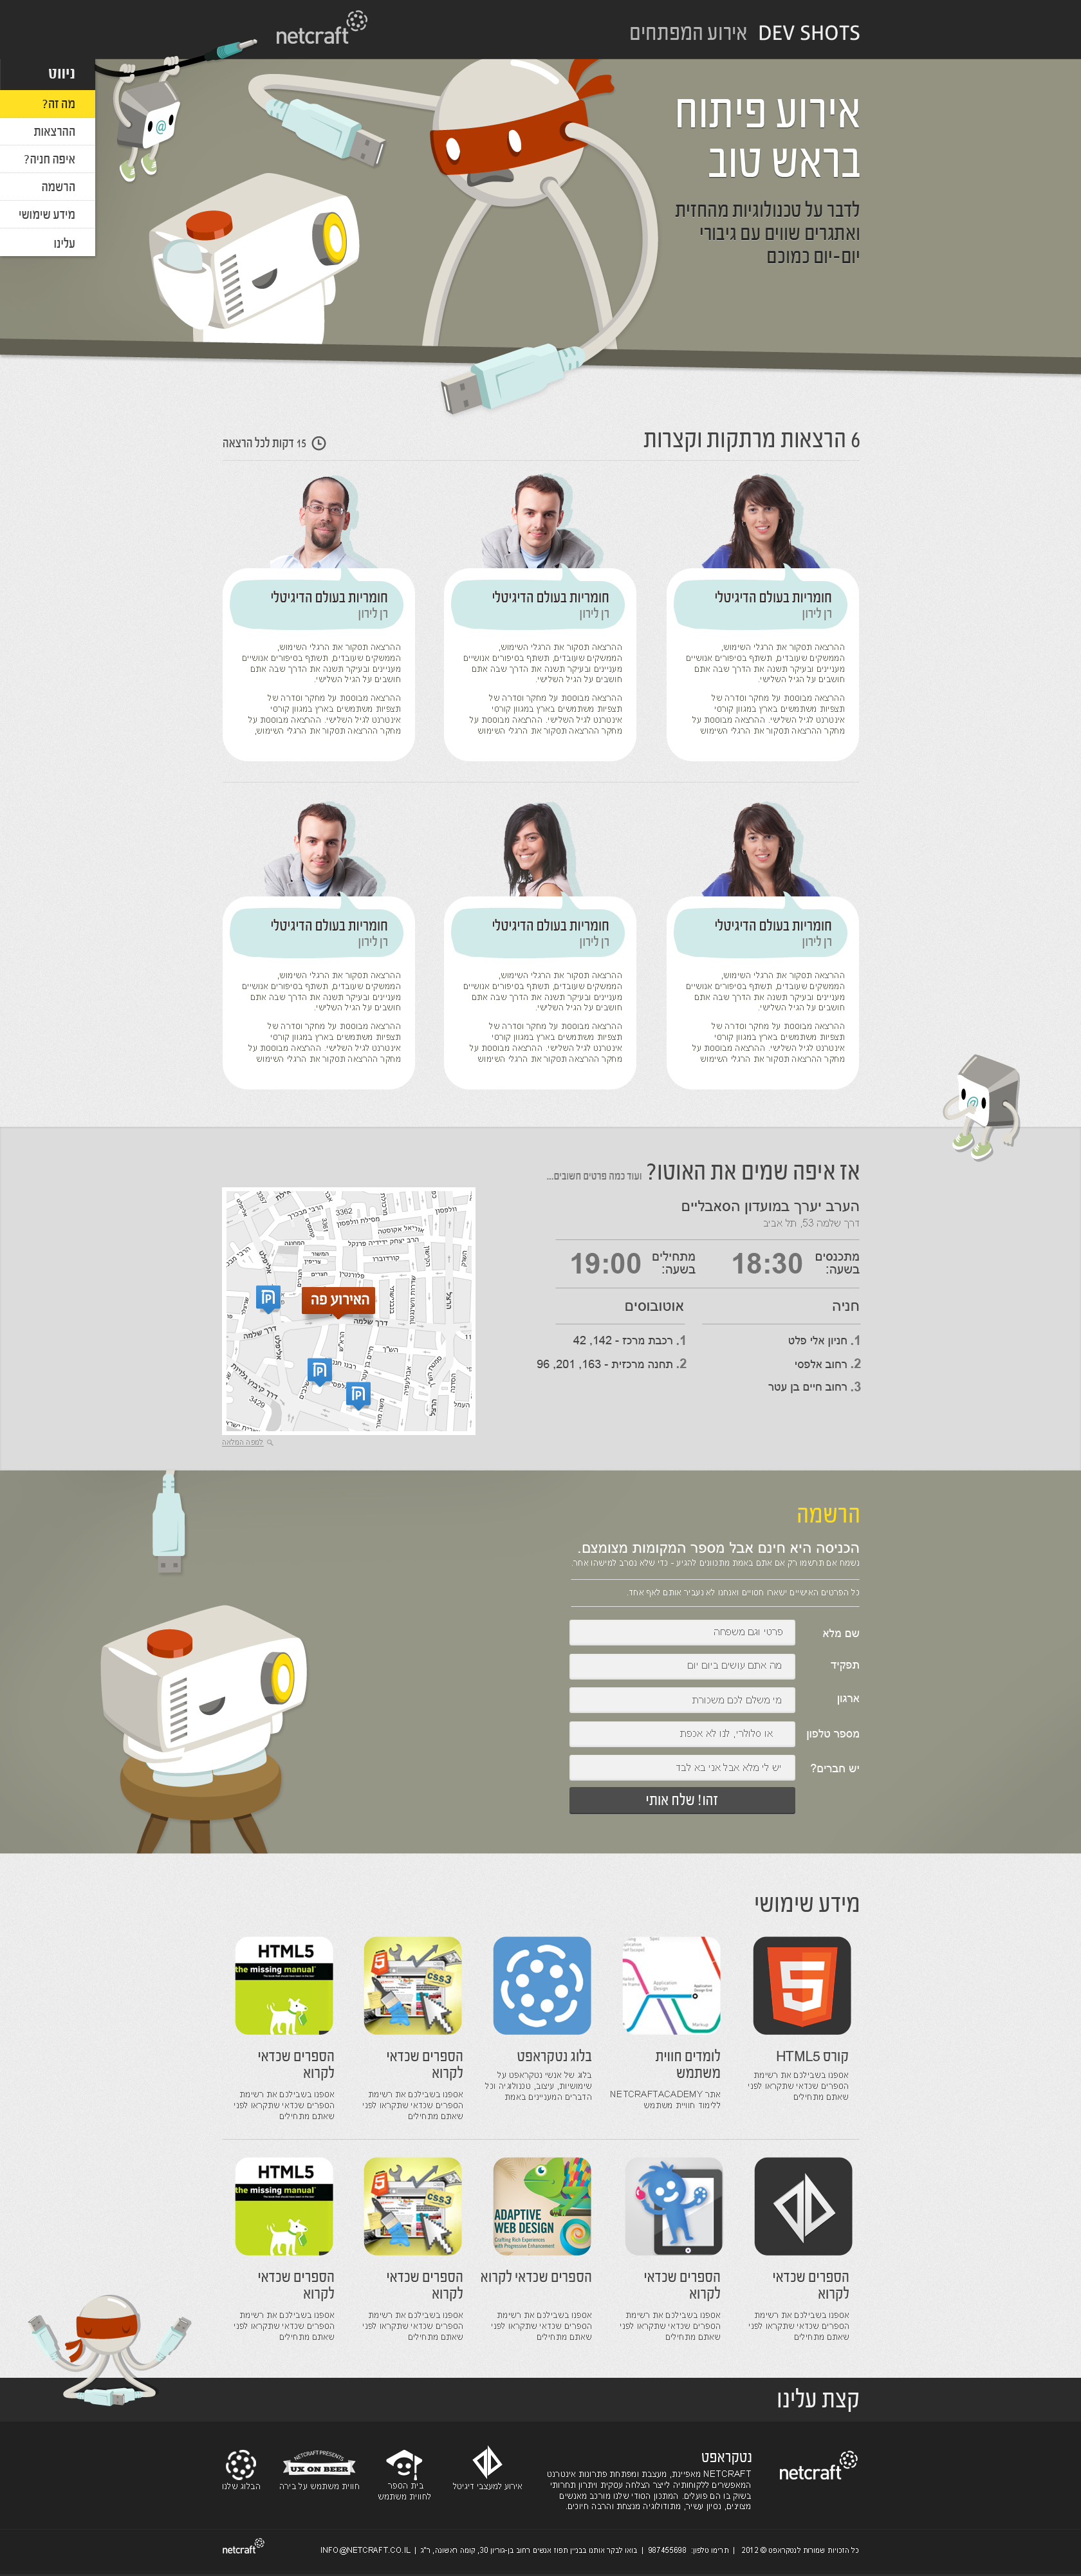 DEV SHOTS אירוע המפתחים
netcraft
ניווט
מה זה?
ההרצאות
איפה חניה?
הרשמה
מידע שימושי
עלינו
אירוע פיתוח
בראש טוב
לדבר על טכנולוגיות מהחזית
ואתגרים שווים עם גיבורי
יום-יום כמוכם
6 הרצאות מרתקות וקצרות
15 דקות לכל הרצאה
חומריות בעולם הדיגיטלי
רן לירון
ההרצאה תסקור את הרגלי השימוש,
הממשקים שעובדים, תשתף בסיפורים אנושיים
מעניינים ובעיקר תשנה את הדרך שבה אתם
חושבים על הגיל השלישי.
ההרצאה מבוססת על מחקר וסדרה של
תצפיות משתמשים בארץ במגוון קורסי
אינטרנט לגיל השלישי. ההרצאה מבוססת על
מחקר ההרצאה תסקור את הרגלי השימוש
חומריות בעולם הדיגיטלי
רן לירון
ההרצאה תסקור את הרגלי השימוש,
הממשקים שעובדים, תשתף בסיפורים אנושיים
מעניינים ובעיקר תשנה את הדרך שבה אתם
חושבים על הגיל השלישי.
ההרצאה מבוססת על מחקר וסדרה של
תצפיות משתמשים בארץ במגוון קורסי
אינטרנט לגיל השלישי. ההרצאה מבוססת על
מחקר ההרצאה תסקור את הרגלי השימוש
חומריות בעולם הדיגיטלי
רן לירון
ההרצאה תסקור את הרגלי השימוש,
הממשקים שעובדים, תשתף בסיפורים אנושיים
מעניינים ובעיקר תשנה את הדרך שבה אתם
חושבים על הגיל השלישי.
ההרצאה מבוססת על מחקר וסדרה של
תצפיות משתמשים בארץ במגוון קורסי
אינטרנט לגיל השלישי. ההרצאה מבוססת על
מחקר ההרצאה תסקור את הרגלי השימוש,
חומריות בעולם הדיגיטלי
רן לירון
ההרצאה תסקור את הרגלי השימוש,
הממשקים שעובדים, תשתף בסיפורים אנושיים
מעניינים ובעיקר תשנה את הדרך שבה אתם
חושבים על הגיל השלישי.
ההרצאה מבוססת על מחקר וסדרה של
תצפיות משתמשים בארץ במגוון קורסי
אינטרנט לגיל השלישי. ההרצאה מבוססת על
מחקר ההרצאה תסקור את הרגלי השימוש
חומריות בעולם הדיגיטלי
רן לירון
ההרצאה תסקור את הרגלי השימוש,
הממשקים שעובדים, תשתף בסיפורים אנושיים
מעניינים ובעיקר תשנה את הדרך שבה אתם
חושבים על הגיל השלישי.
ההרצאה מבוססת על מחקר וסדרה של
תצפיות משתמשים בארץ במגוון קורסי
אינטרנט לגיל השלישי. ההרצאה מבוססת על
מחקר ההרצאה תסקור את הרגלי השימוש
חומריות בעולם הדיגיטלי
רן לירון
ההרצאה תסקור את הרגלי השימוש,
הממשקים שעובדים, תשתף בסיפורים אנושיים
מעניינים ובעיקר תשנה את הדרך שבה אתם
חושבים על הגיל השלישי.
ההרצאה מבוססת על מחקר וסדרה של
תצפיות משתמשים בארץ במגוון קורסי
אינטרנט לגיל השלישי. ההרצאה מבוססת על
מחקר ההרצאה תסקור את הרגלי השימוש
אז איפה שמים את האוטו? ועוד כמה פרטים חשובים...
הערב יערך במועדון הסאבליים
דרך שלמה 53, תל אביב
מתכנסים בשעה: 18:30
מתחילים בשעה: 19:00
חניה
1. חניון אלי פלט
2. רחוב אלפסי
3. רחוב חיים בן עטר
אוטובוסים
1. רכבת מרכז - 142, 42
2. תחנה מרכזית - 163, 201, 96
האירוע פה
דרך שלמה
דרך שלמה
הרצל
הרצל
אליפלט
מסילת וולפסון
וולפסון
קורדוברו
פלורנטין
3362
3361
3429
למפה המלאה
הרשמה
הכניסה היא חינם אבל מספר המקומות מצומצם.
נשמח אם תרשמו רק אם אתם באמת מתכוונים להגיע - כדי שלא נסרב למישהו אחר.
כל הפרטים האישיים ישארו חסויים ואנחנו לא נעביר אותם לאף אחד.
שם מלא
פרטי וגם משפחה
תפקיד
מה אתם עושים ביום יום
ארגון
מי משלם לכם משכורת
מספר טלפון
או סלולרי, לנו לא אכפת
יש חברים?
יש לי מלא אבל אני בא לבד
זהו! שלח אותי
מידע שימושי
קורס HTML5
אספנו בשבילכם את רשימת
הספרים שכדאי שתקראו לפני
שאתם מתחילים
Application
Design
Markup
לומדים חווית
משתמש
אתר NETCRAFTACADEMY
ללימוד חוויית משתמש
בלוג נטקראפט
בלוג של אנשי נטקראפט על
שימושיות, עיצוב, טכנולוגיה וכל
הדברים המעניינים באמת
css3
הספרים שכדאי
לקרוא
אספנו בשבילכם את רשימת
הספרים שכדאי שתקראו לפני
שאתם מתחילים
HTML5
the missing manual
הספרים שכדאי
לקרוא
אספנו בשבילכם את רשימת
הספרים שכדאי שתקראו לפני
שאתם מתחילים
הספרים שכדאי
לקרוא
אספנו בשבילכם את רשימת
הספרים שכדאי שתקראו לפני
שאתם מתחילים
הספרים שכדאי
לקרוא
אספנו בשבילכם את רשימת
הספרים שכדאי שתקראו לפני
שאתם מתחילים
ADAPTIVE
WEB DESIGN
Crafting Rich Experiences
with Progressive Enhancement
הספרים שכדאי לקרוא
אספנו בשבילכם את רשימת
הספרים שכדאי שתקראו לפני
שאתם מתחילים
css3
הספרים שכדאי
לקרוא
אספנו בשבילכם את רשימת
הספרים שכדאי שתקראו לפני
שאתם מתחילים
HTML5
the missing manual
הספרים שכדאי
לקרוא
אספנו בשבילכם את רשימת
הספרים שכדאי שתקראו לפני
שאתם מתחילים
קצת עלינו
netcraft
נטקראפט
NETCRAFT מאפיינת, מעצבת ומפתחת פתרונות אינטרנט
המאפשרים ללקוחותיה לייצר הצלחה עסקית ויתרון תחרותי
בשוק בו הם פועלים. המתכון הסודי שלנו מורכב מאנשים
מצוינים, נסיון עשיר, מתודולוגיה מנצחת והרבה חיוכים.
אירוע למעצבי דיגיטל
בית הספר
לחווית משתמש
NETCRAFT PRESENTS
UX ON BEER
חווית משתמש על בירה
הבלוג שלנו
כל הזכויות שמורות לנטקראפט © 2012 | תרימו טלפון: 987455698 | בואו לבקר אותנו בבניין תפוז אנשים רחוב בן-גוריון 30, קומה ראשונה, ר"ג | INFO@NETCRAFT.CO.IL
netcraft